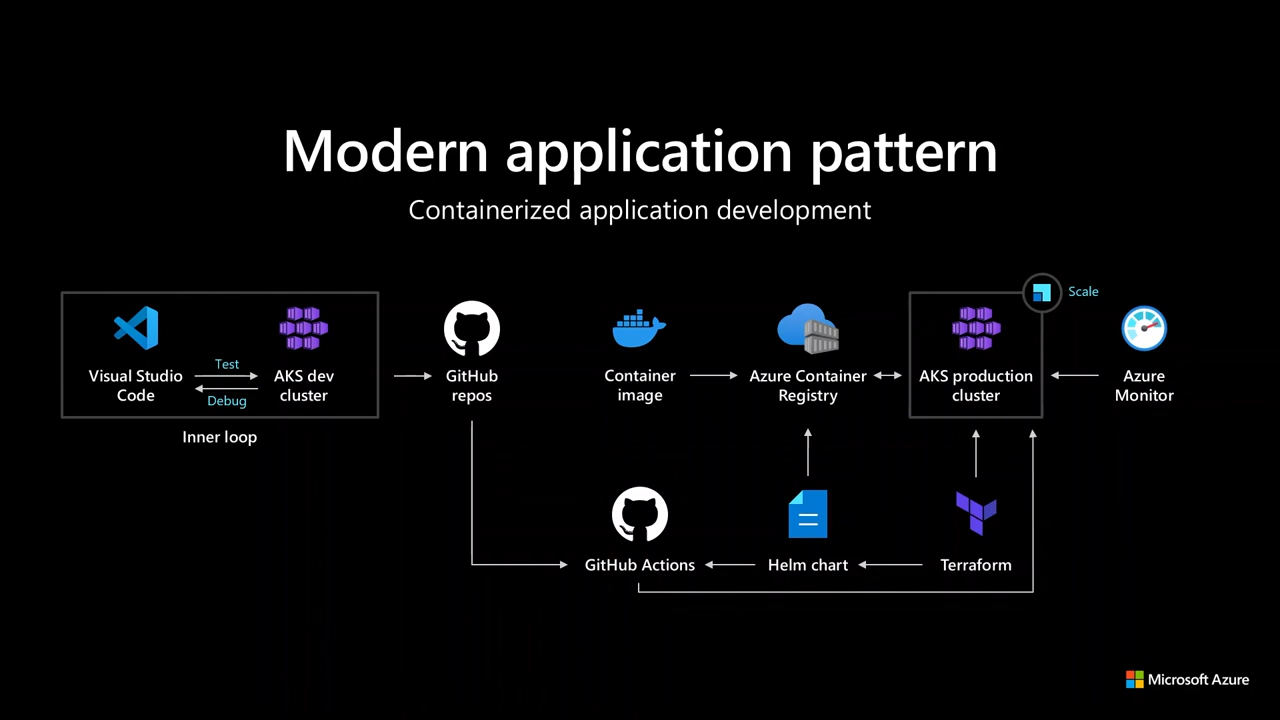 Modern application pattern
Containerized application development
Scale
Visual Studio
Code
Test
Debug
AKS dev
cluster
GitHub
repos
Container
image
Azure Container
Registry
AKS production
cluster
Azure
Monitor
Inner loop
GitHub Actions
Helm chart
Terraform
Microsoft Azure